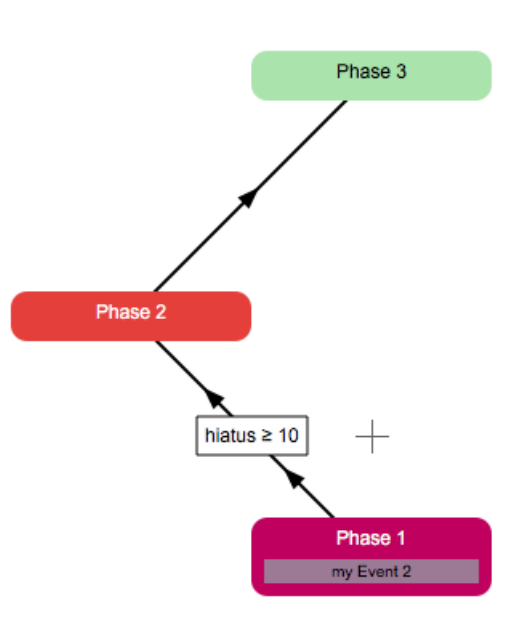 Phase 3
Phase 2
hiatus ≥ 10
Phase 1
my Event 2